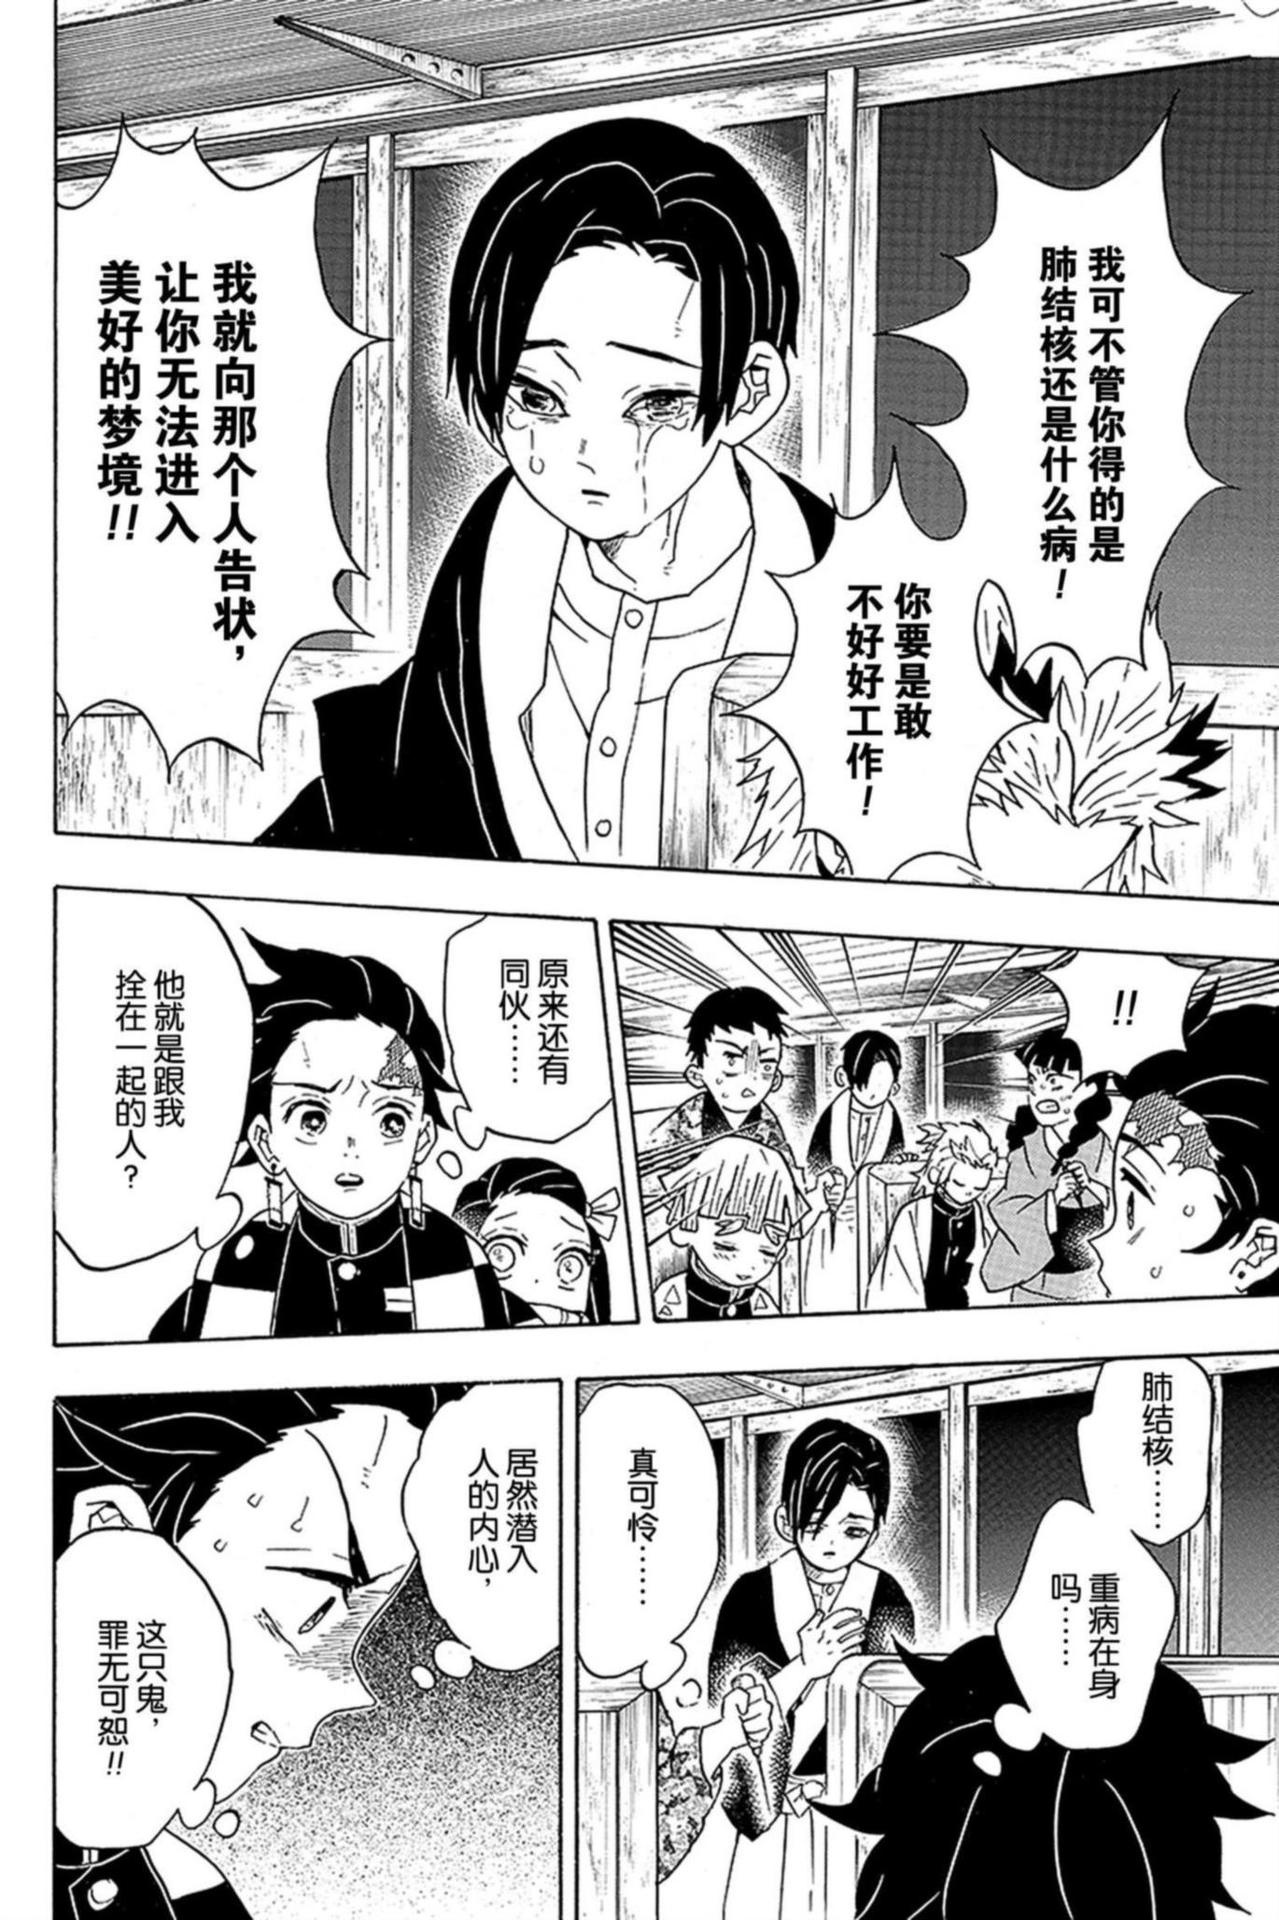 我可不管你得的是
肺结核还是什么病！
你要是敢
不好好工作！
我就向那个人告状，
让你无法进入
美好的梦境！！
！！
原来还有
同伙……
他就是跟我
拴在一起的人？
肺结核……
重病在身
吗……
真可怜……
居然潜入
人的内心，
这只鬼，
罪无可恕！！